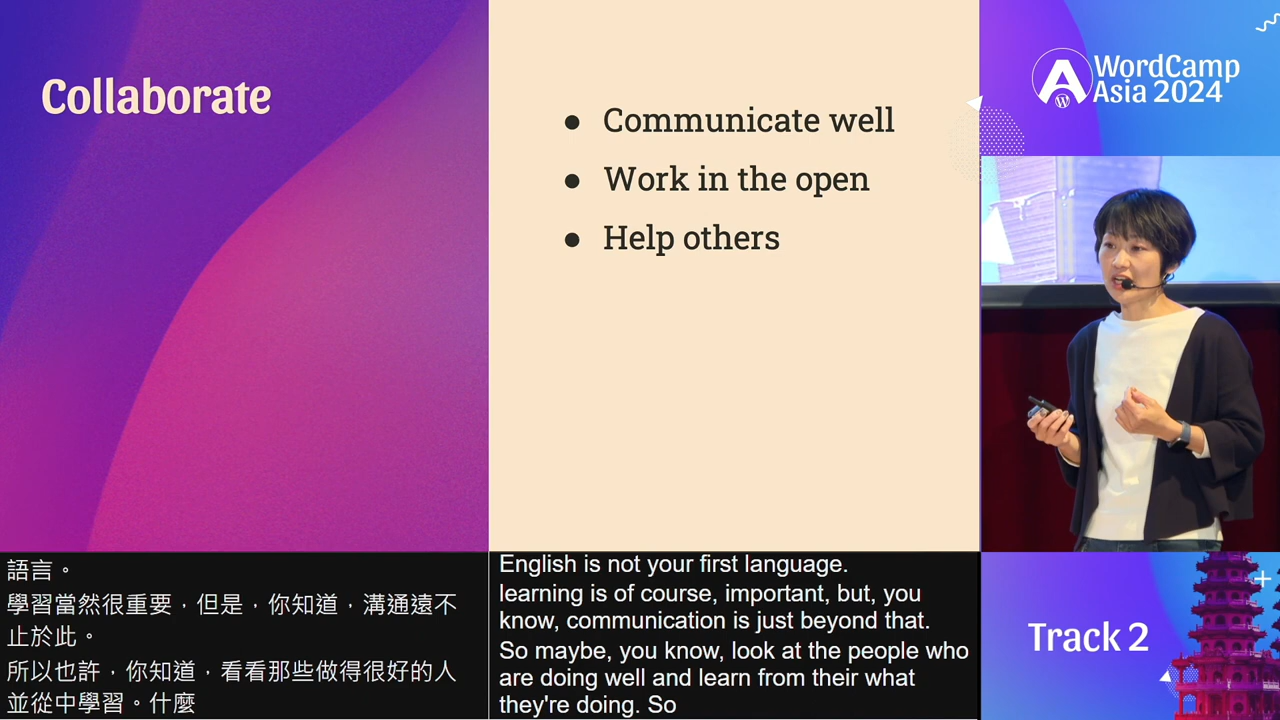 Collaborate
● Communicate well
● Work in the open
● Help others
WordCamp
Asia 2024
語言。
學習當然很重要，但是，你知道，溝通遠不
止於此。
所以也許，你知道，看看那些做得很好的人
並從中學習。什麼
English is not your first language.
learning is of course, important, but, you
know, communication is just beyond that.
So maybe, you know, look at the people who
are doing well and learn from their what
they're doing. So
Track 2